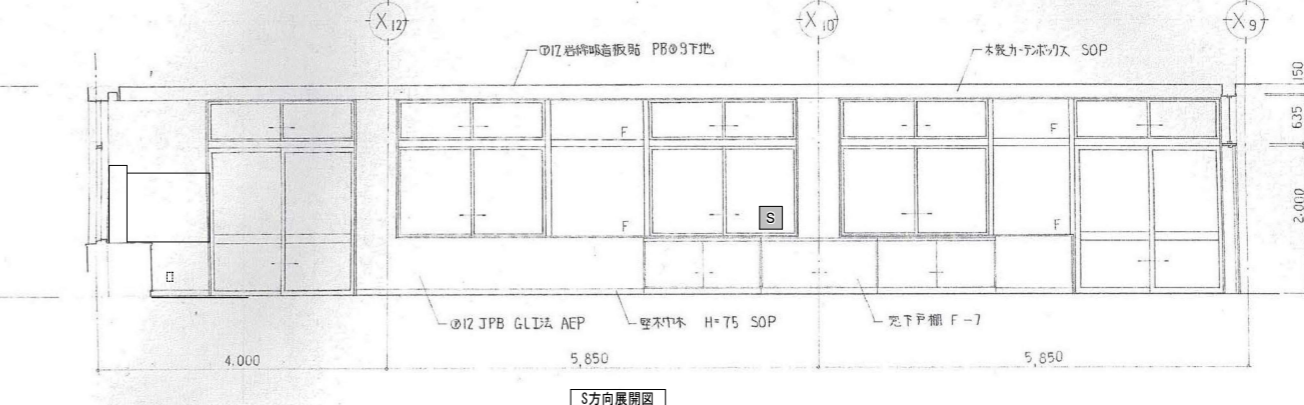 X12
X10
X9
⑦12岩綿吸音板貼 PB⑦9下地
木製カーテンボックス SOP
150
635
2,000
F
F
F
F
S
⑦12 JPB GL工法 AEP
堅木巾木 H=75 SOP
窓下戸棚 F-7
4,000
5,850
5,850
S方向展開図